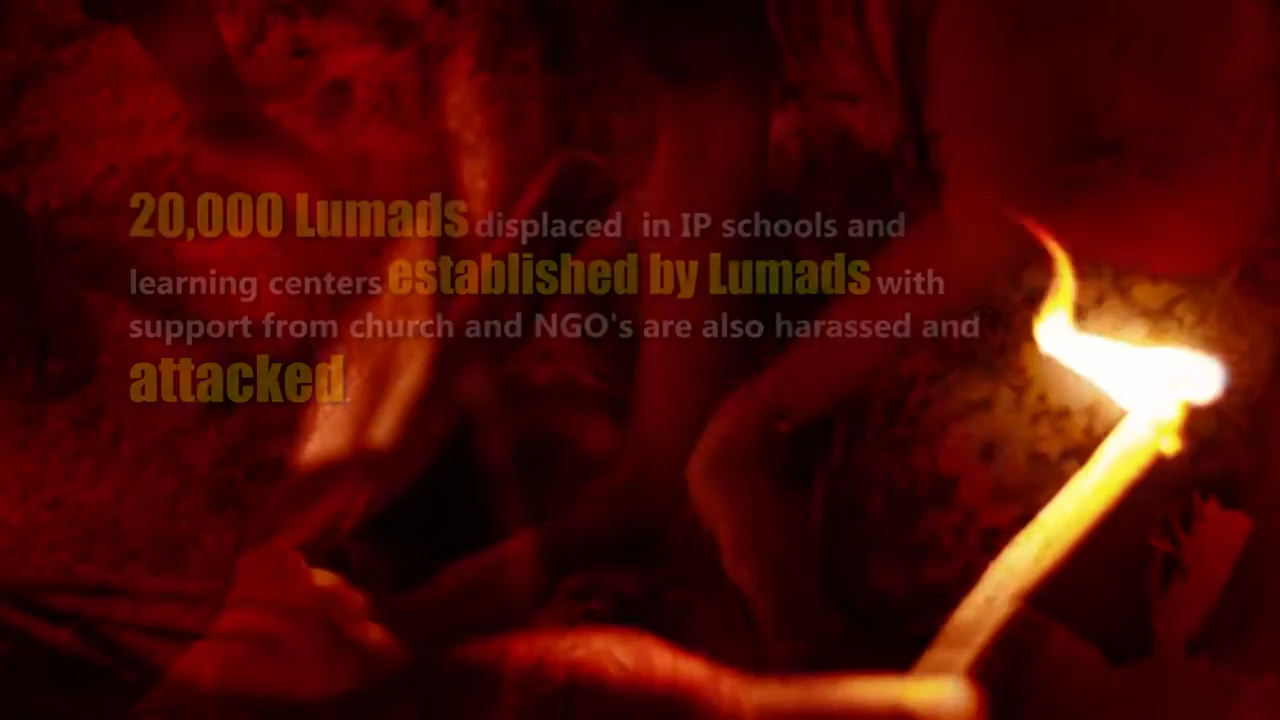 20,000 Lumads displaced in IP schools and
learning centers established by Lumads with
support from church and NGO's are also harassed and
attacked.